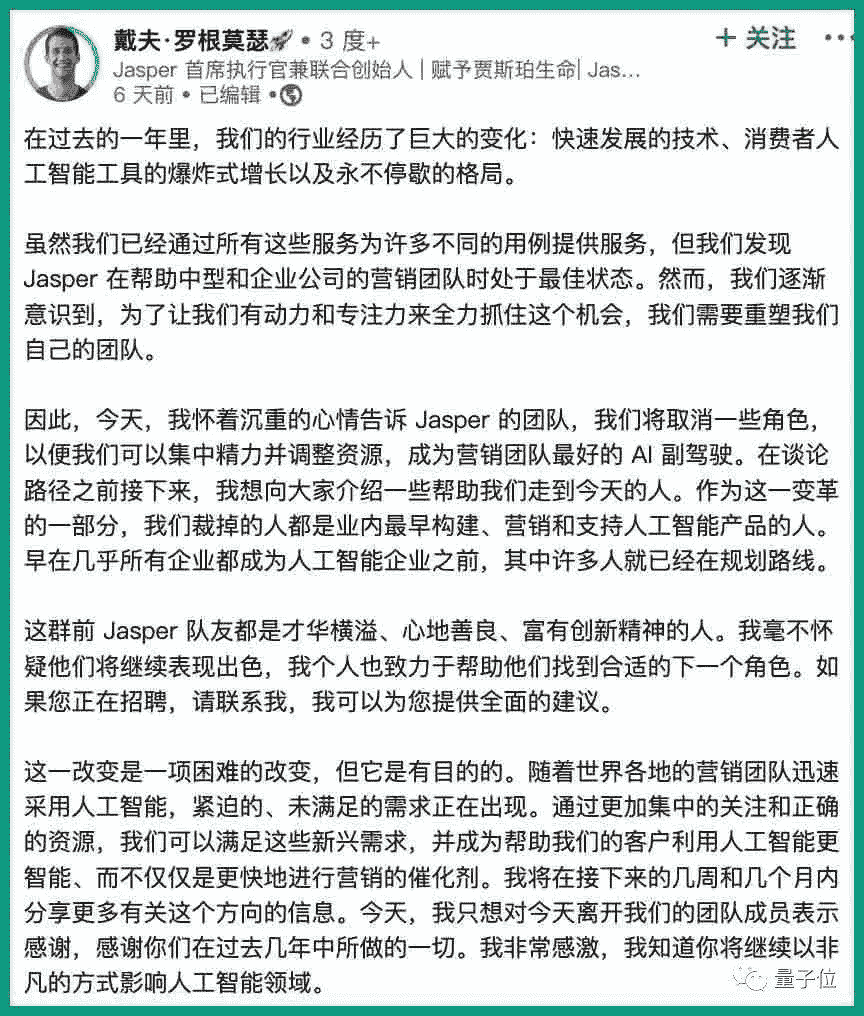 戴夫·罗根莫瑟🚀 • 3 度+
+ 关注 •••
Jasper 首席执行官兼联合创始人 | 赋予贾斯珀生命| Jas...
6 天前 • 已编辑 •
在过去的一年里，我们的行业经历了巨大的变化：快速发展的技术、消费者人
工智能工具的爆炸式增长以及永不停歇的格局。
虽然我们已经通过所有这些服务为许多不同的用例提供服务，但我们发现
Jasper 在帮助中型和企业公司的营销团队时处于最佳状态。然而，我们逐渐
意识到，为了让我们有动力和专注力来全力抓住这个机会，我们需要重塑我们
自己的团队。
因此，今天，我怀着沉重的心情告诉 Jasper 的团队，我们将取消一些角色，
以便我们可以集中精力并调整资源，成为营销团队最好的 AI 副驾驶。在谈论
路径之前接下来，我想向大家介绍一些帮助我们走到今天的人。作为这一变革
的一部分，我们裁掉的人都是业内最早构建、营销和支持人工智能产品的人。
早在几乎所有企业都成为人工智能企业之前，其中许多人就已经在规划路线。
这群前 Jasper 队友都是才华横溢、心地善良、富有创新精神的人。我毫不怀
疑他们将继续表现出色，我个人也致力于帮助他们找到合适的下一个角色。如
果您正在招聘，请联系我，我可以为您提供全面的建议。
这一改变是一项困难的改变，但它是有目的的。随着世界各地的营销团队迅速
采用人工智能，紧迫的、未满足的需求正在出现。通过更加集中的关注和正确
的资源，我们可以满足这些新兴需求，并成为帮助我们的客户利用人工智能更
智能、而不仅仅是更快地进行营销的催化剂。我将在接下来的几周和几个月内
分享更多有关这个方向的信息。今天，我只想对今天离开我们的团队成员表示
感谢，感谢你们在过去几年中所做的一切。我非常感激，我知道你将继续以非
凡的方式影响人工智能领域。
量子位